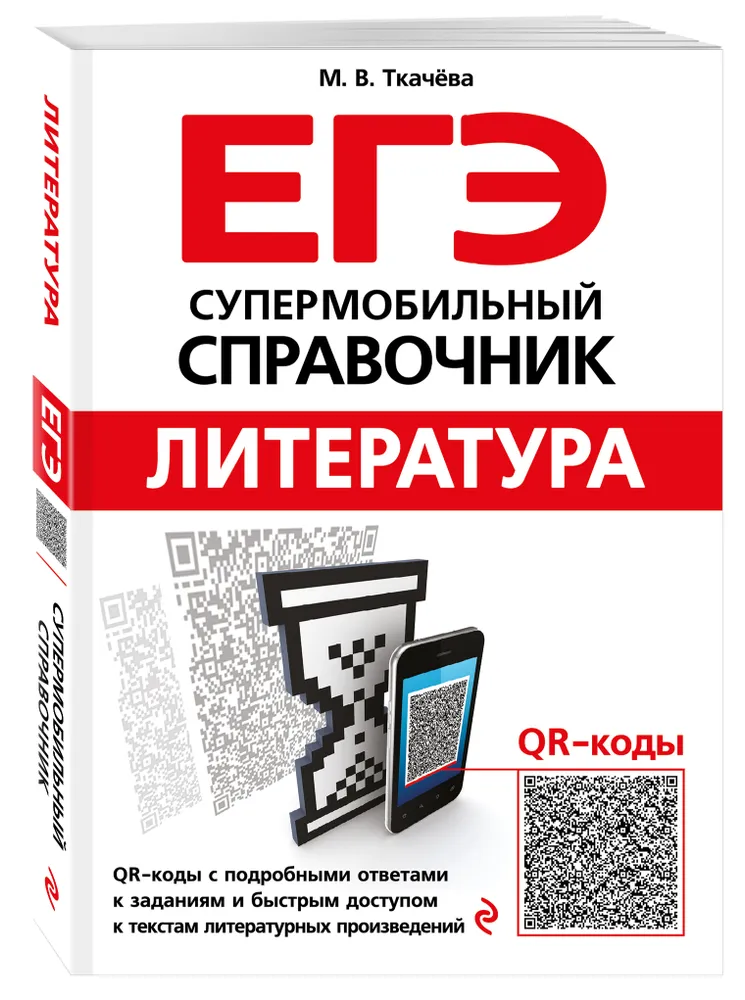 М. В. Ткачёва
ЕГЭ
СУПЕРМОБИЛЬНЫЙ
СПРАВОЧНИК
ЛИТЕРАТУРА
QR-коды
QR-коды с подробными ответами
к заданиям и быстрым доступом
к текстам литературных произведений
ЛИТЕРАТУРА
ЕГЭ
СУПЕРМОБИЛЬНЫЙ
СПРАВОЧНИК